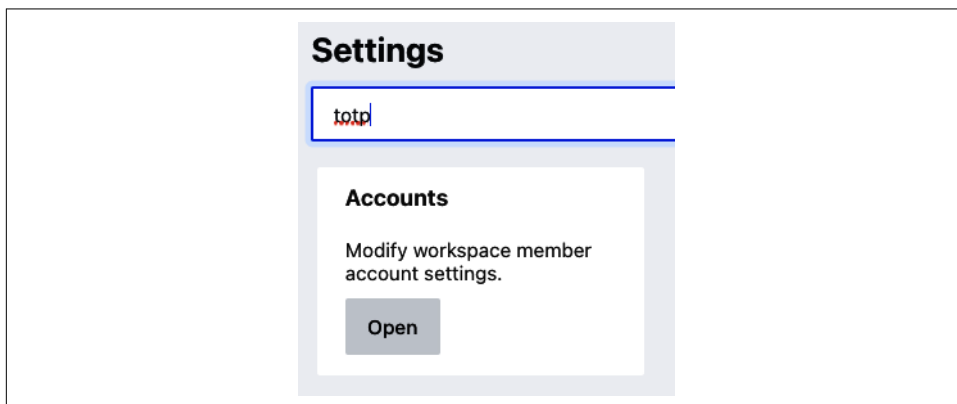 Settings
totp
Accounts
Modify workspace member
account settings.
Open